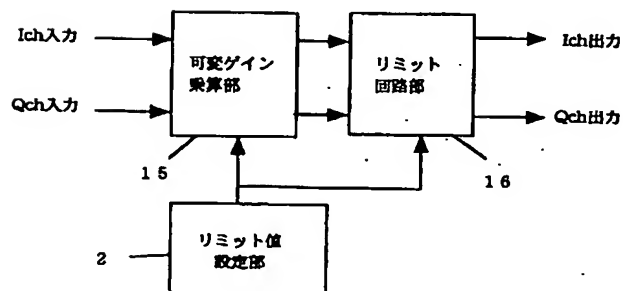 Ich入力
可変ゲイン
乗算部
リミット
回路部
Ich出力
Qch入力
Qch出力
15
16
リミット値
設定部
2